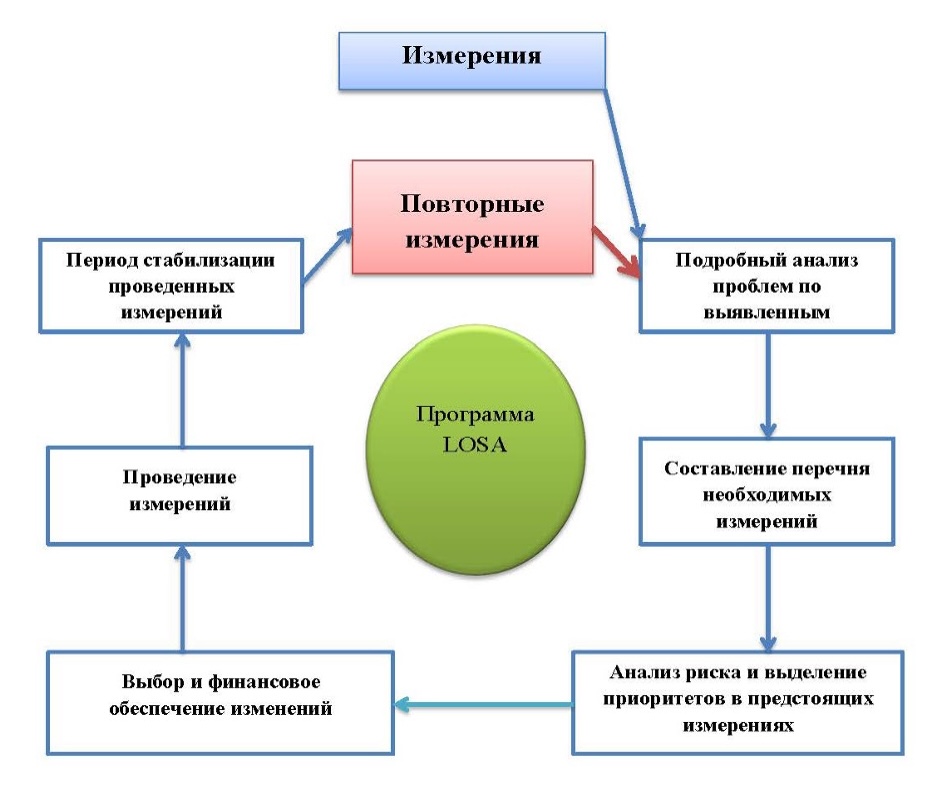 Измерения
Повторные
измерения
Период стабилизации
проведенных
измерений
Подробный анализ
проблем по
выявленным
Программа
LOSA
Проведение
измерений
Составление перечня
необходимых
измерений
Выбор и финансовое
обеспечение изменений
Анализ риска и выделение
приоритетов в предстоящих
измерениях